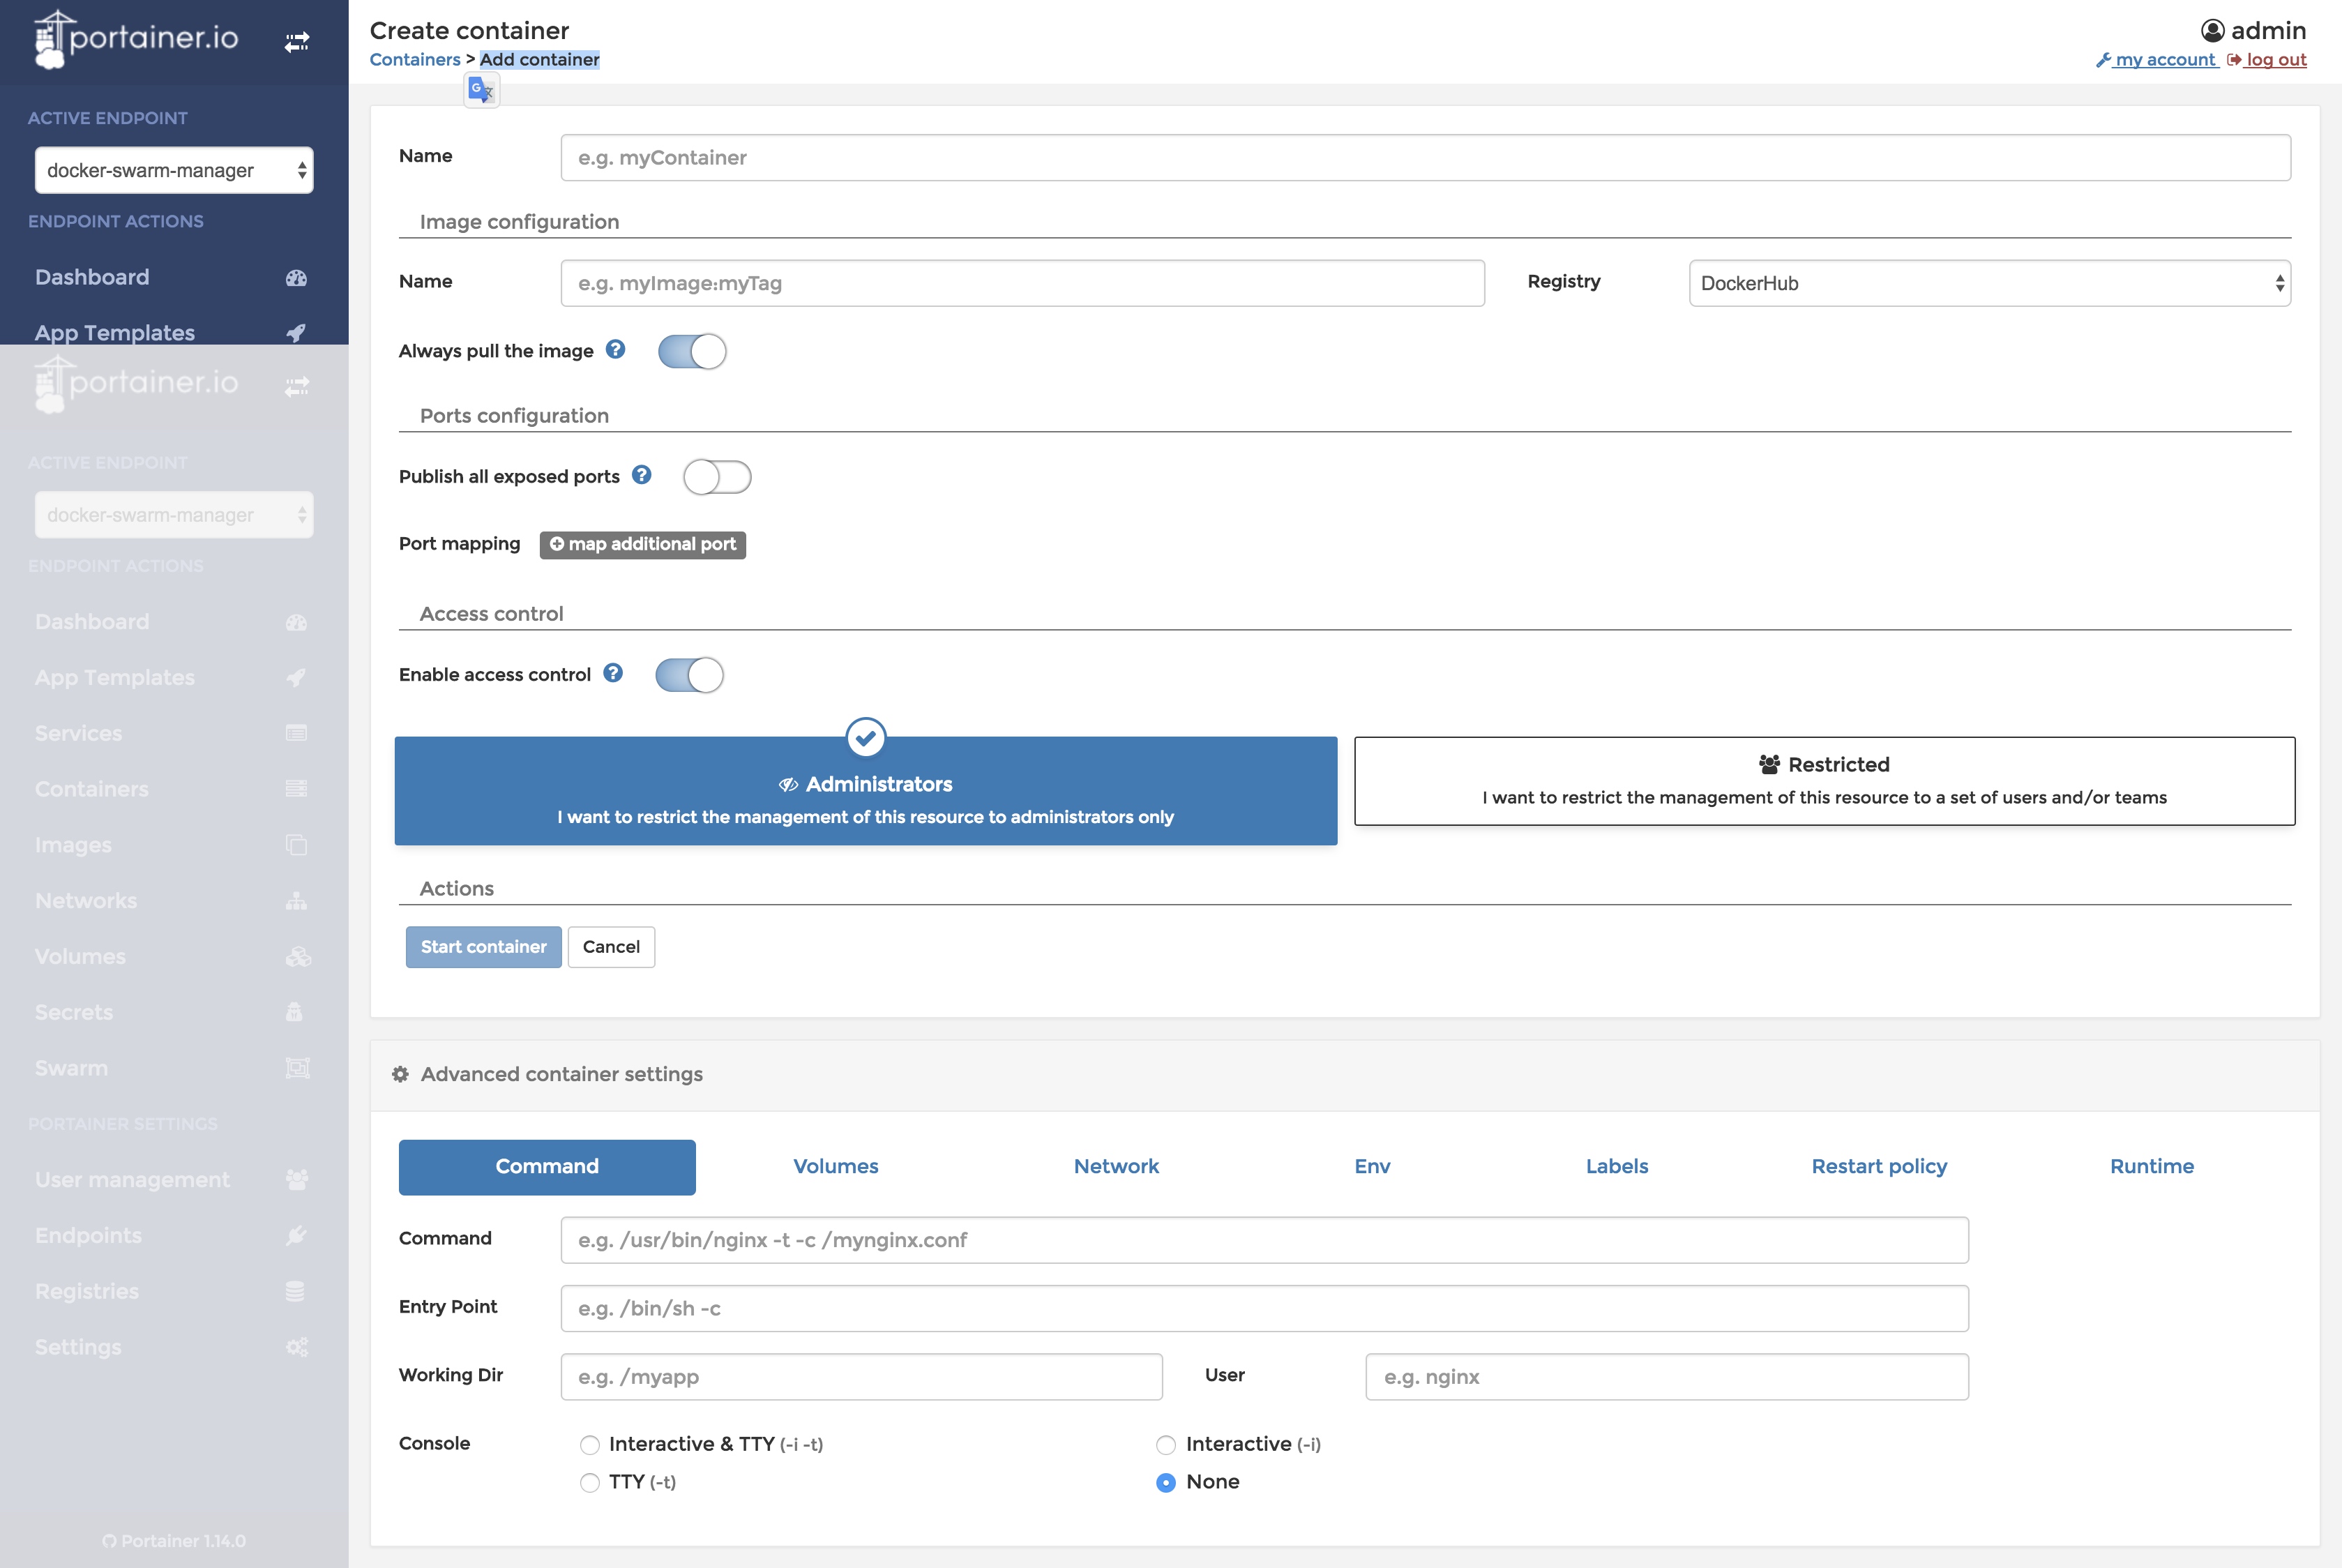 portainer.io
ACTIVE ENDPOINT
docker-swarm-manager
ENDPOINT ACTIONS
Dashboard
App Templates
portainer.io
ACTIVE ENDPOINT
docker-swarm-manager
ENDPOINT ACTIONS
Dashboard
App Templates
Services
Containers
Images
Networks
Volumes
Secrets
Swarm
PORTAINER SETTINGS
User management
Endpoints
Registries
Settings
Portainer 1.14.0
Create container
Containers > Add container
admin
my account log out
Name e.g. myContainer
Image configuration
Name e.g. myImage:myTag Registry DockerHub
Always pull the image
Ports configuration
Publish all exposed ports
Port mapping map additional port
Access control
Enable access control
Administrators
I want to restrict the management of this resource to administrators only
Restricted
I want to restrict the management of this resource to a set of users and/or teams
Actions
Start container Cancel
Advanced container settings
Command Volumes Network Env Labels Restart policy Runtime
Command e.g. /usr/bin/nginx -t -c /mynginx.conf
Entry Point e.g. /bin/sh -c
Working Dir e.g. /myapp User e.g. nginx
Console Interactive & TTY (-i -t) Interactive (-i)
TTY (-t) None